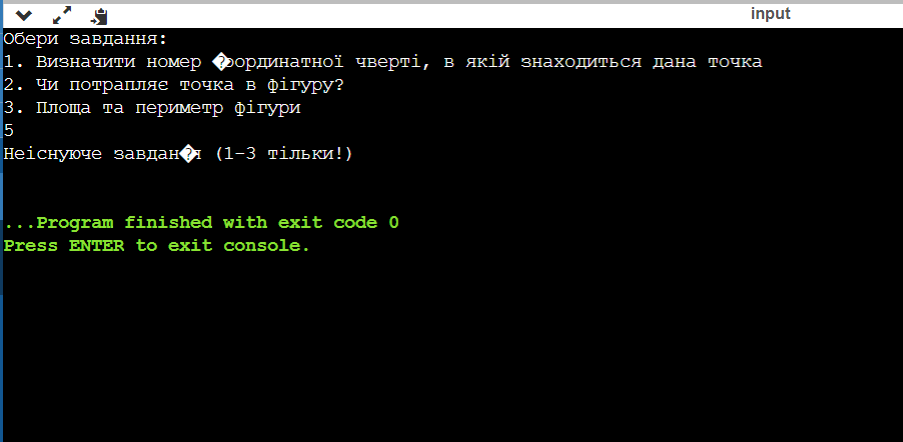 input
Обери завдання:
1. Визначити номер �ординатної чверті, в якій знаходиться дана точка
2. Чи потрапляє точка в фігуру?
3. Площа та периметр фігури
5
Неіснуюче завдан�я (1-3 тільки!)
...Program finished with exit code 0
Press ENTER to exit console.